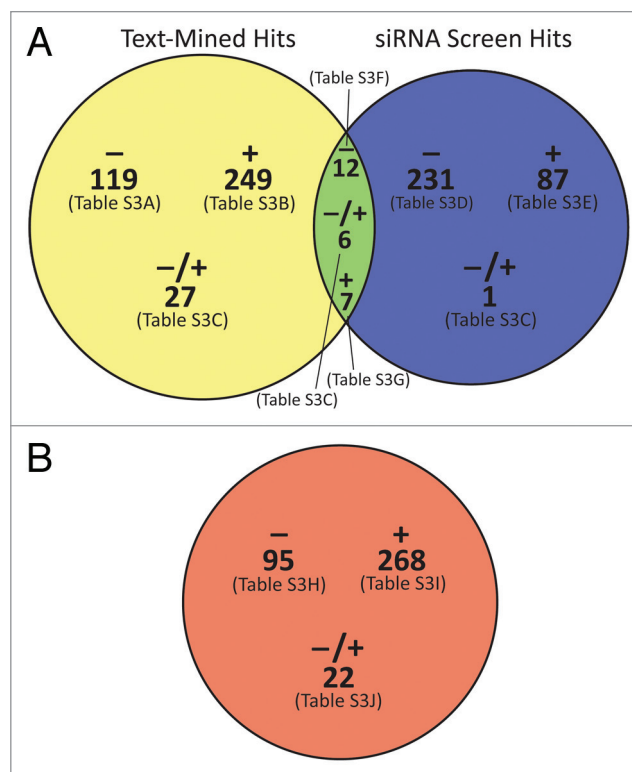 A
Text-Mined Hits
siRNA Screen Hits
(Table S3F)
−
119
(Table S3A)
+
249
(Table S3B)
−/+
27
(Table S3C)
−
12
−/+
6
+
7
−
231
(Table S3D)
+
87
(Table S3E)
−/+
1
(Table S3C)
(Table S3G)
(Table S3C)
B
−
95
(Table S3H)
+
268
(Table S3I)
−/+
22
(Table S3J)